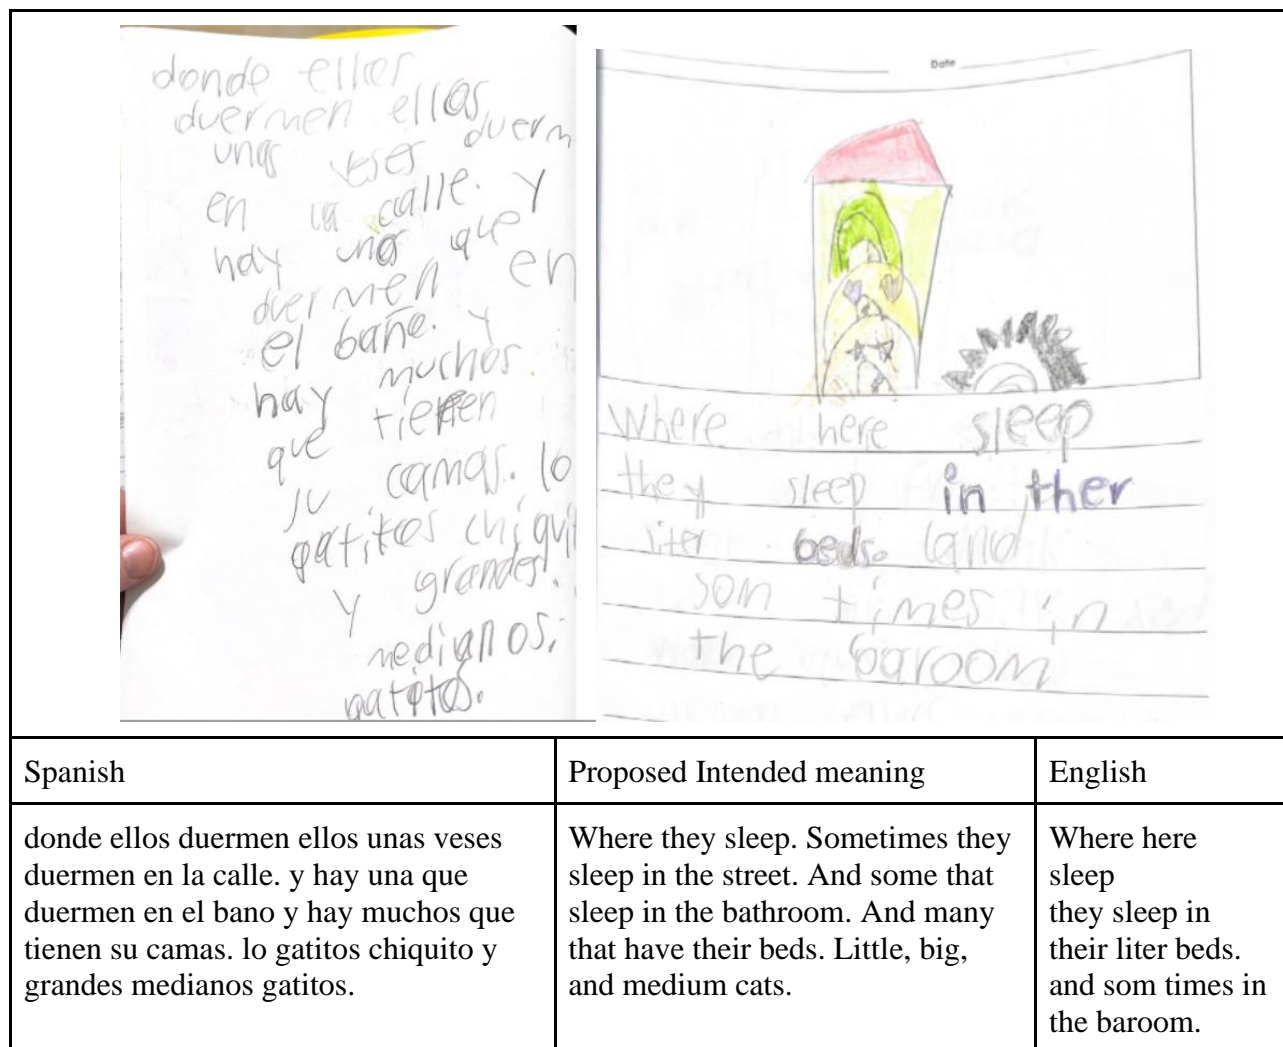 donde ellos
duermen ellos
unas veses duerm
en la calle. y
hay unas que
duermen en
el bañe. y
hay muchos
que tienen
su camas. lo
gatitos chiqui
y grandes.
medianos.
gatitos.
Date
Where here sleep
they sleep in ther
liter beds. and
som times in
the baroom
Spanish
Proposed Intended meaning
English
donde ellos duermen ellos unas veses
duermen en la calle. y hay una que
duermen en el bano y hay muchos que
tienen su camas. lo gatitos chiquito y
grandes medianos gatitos.
Where they sleep. Sometimes they
sleep in the street. And some that
sleep in the bathroom. And many
that have their beds. Little, big,
and medium cats.
Where here
sleep
they sleep in
their liter beds.
and som times in
the baroom.